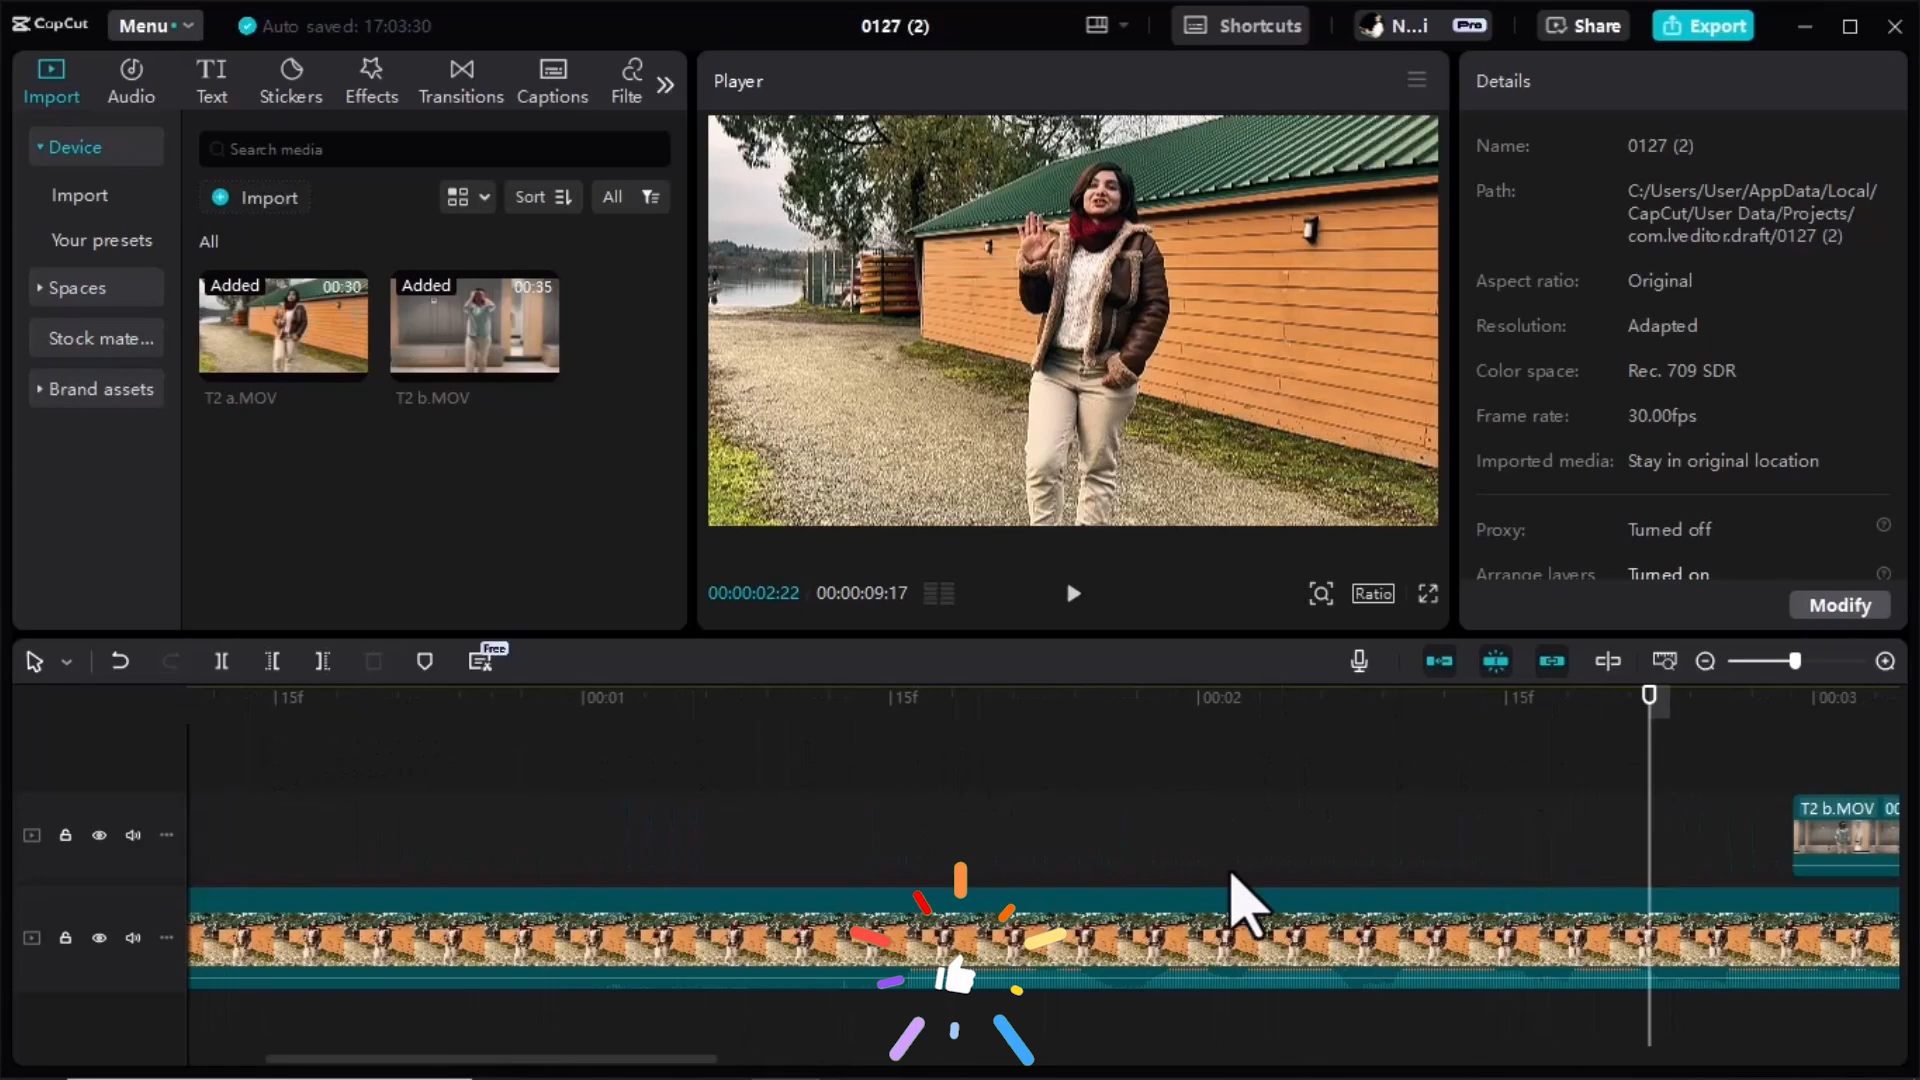 CapCut
Menu
Auto saved: 17:03:30
0127 (2)
Shortcuts
N...i
Pro
Share
Export
Import
Audio
TI
Text
Stickers
Effects
Transitions
Captions
Filte
Device
Import
Your presets
Spaces
Stock mate...
Brand assets
Search media
Import
Sort
All
All
Added
00:30
T2 a.MOV
Added
00:35
T2 b.MOV
Player
00:00:02:22
00:00:09:17
Ratio
Details
Name:
0127 (2)
Path:
C:/Users/User/AppData/Local/
CapCut/User Data/Projects/
com.lveditor.draft/0127 (2)
Aspect ratio:
Original
Resolution:
Adapted
Color space:
Rec. 709 SDR
Frame rate:
30.00fps
Imported media:
Stay in original location
Proxy:
Turned off
Arrange layers
Turned on
Modify
Free
15f
00:01
15f
00:02
15f
00:03
T2 b.MOV 00